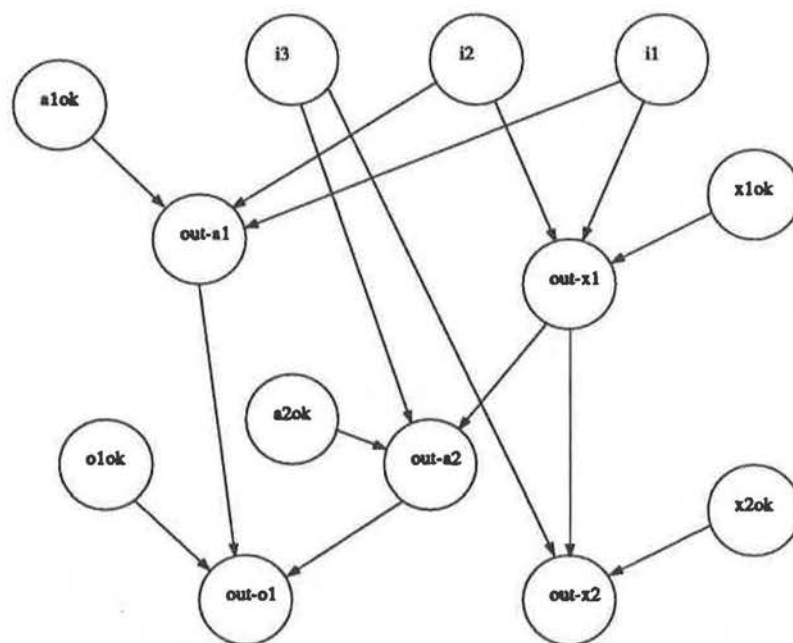 i3
i2
i1
a1ok
x1ok
out-a1
out-x1
a2ok
o1ok
out-a2
x2ok
out-o1
out-x2